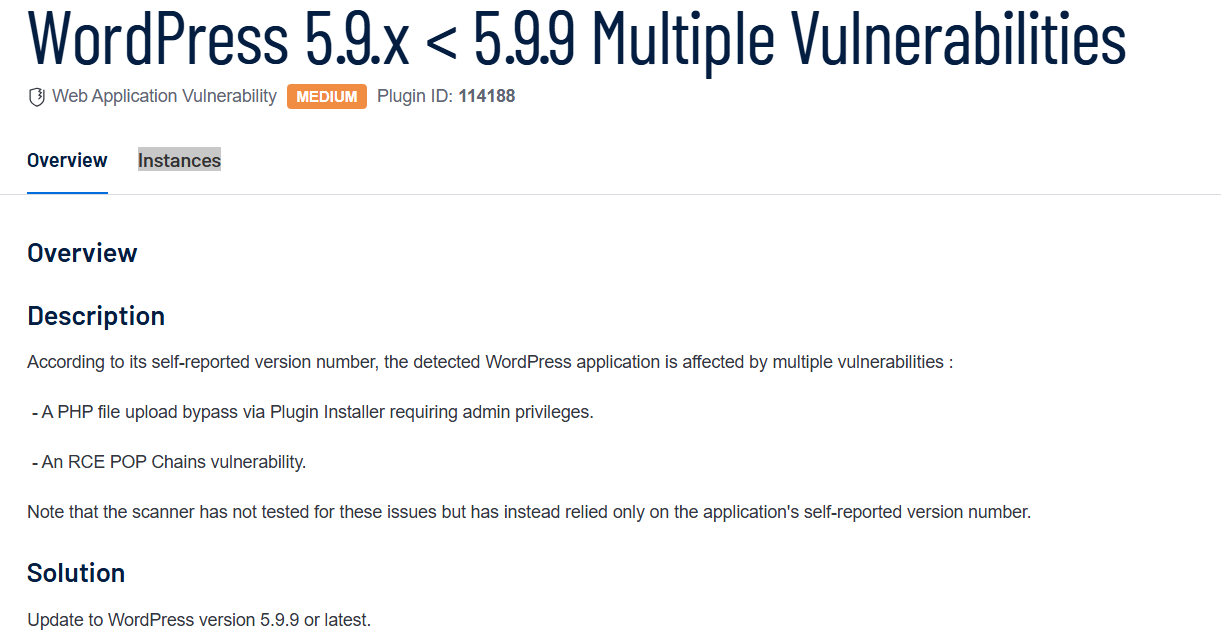 WordPress 5.9.x < 5.9.9 Multiple Vulnerabilities
Web Application Vulnerability MEDIUM Plugin ID: 114188
Overview Instances
Overview
Description
According to its self-reported version number, the detected WordPress application is affected by multiple vulnerabilities :
- A PHP file upload bypass via Plugin Installer requiring admin privileges.
- An RCE POP Chains vulnerability.
Note that the scanner has not tested for these issues but has instead relied only on the application's self-reported version number.
Solution
Update to WordPress version 5.9.9 or latest.